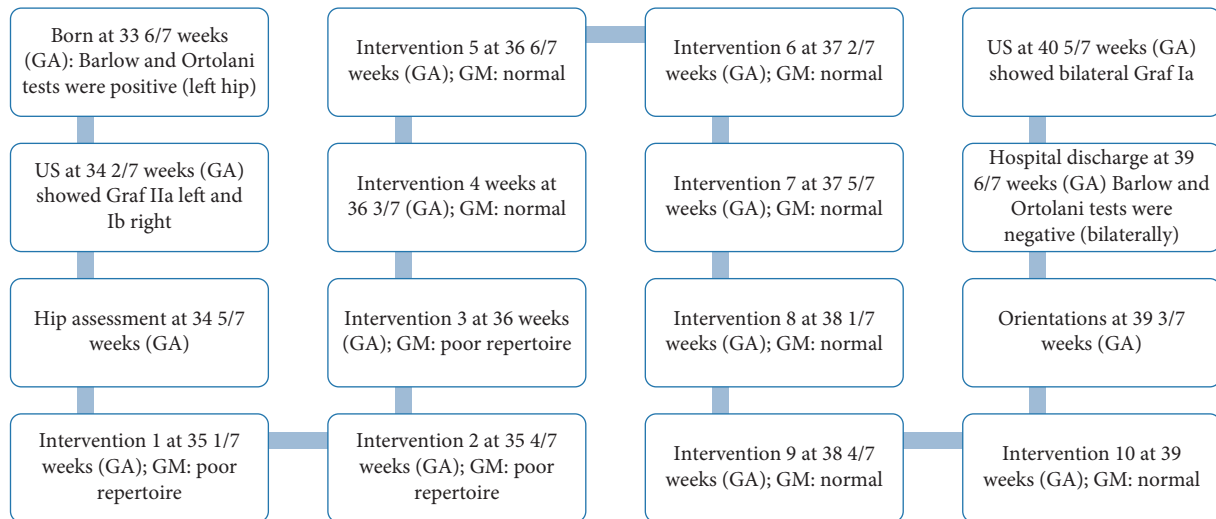 Born at 33 6/7 weeks
(GA): Barlow and Ortolani
tests were positive (left hip)
US at 34 2/7 weeks (GA)
showed Graf IIa left and
Ib right
Hip assessment at 34 5/7
weeks (GA)
Intervention 1 at 35 1/7
weeks (GA); GM: poor
repertoire
Intervention 2 at 35 4/7
weeks (GA); GM: poor
repertoire
Intervention 3 at 36 weeks
(GA); GM: poor repertoire
Intervention 4 weeks at
36 3/7 (GA); GM: normal
Intervention 5 at 36 6/7
weeks (GA); GM: normal
Intervention 6 at 37 2/7
weeks (GA); GM: normal
Intervention 7 at 37 5/7
weeks (GA); GM: normal
Intervention 8 at 38 1/7
weeks (GA); GM: normal
Intervention 9 at 38 4/7
weeks (GA); GM: normal
Intervention 10 at 39
weeks (GA); GM: normal
Orientations at 39 3/7
weeks (GA)
Hospital discharge at 39
6/7 weeks (GA) Barlow and
Ortolani tests were
negative (bilaterally)
US at 40 5/7 weeks (GA)
showed bilateral Graf Ia